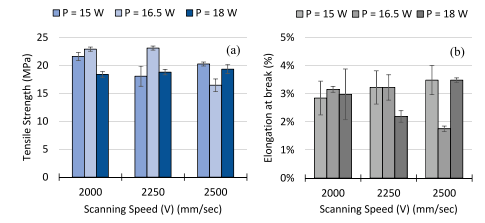 P = 15 W P = 16.5 W P = 18 W
(a)
Tensile Strength (MPa)
25
20
15
10
5
0
2000 2250 2500
Scanning Speed (V) (mm/sec)
P = 15 W P = 16.5 W P = 18 W
(b)
Elongation at break (%)
5%
4%
3%
2%
1%
0%
2000 2250 2500
Scanning Speed (V) (mm/sec)